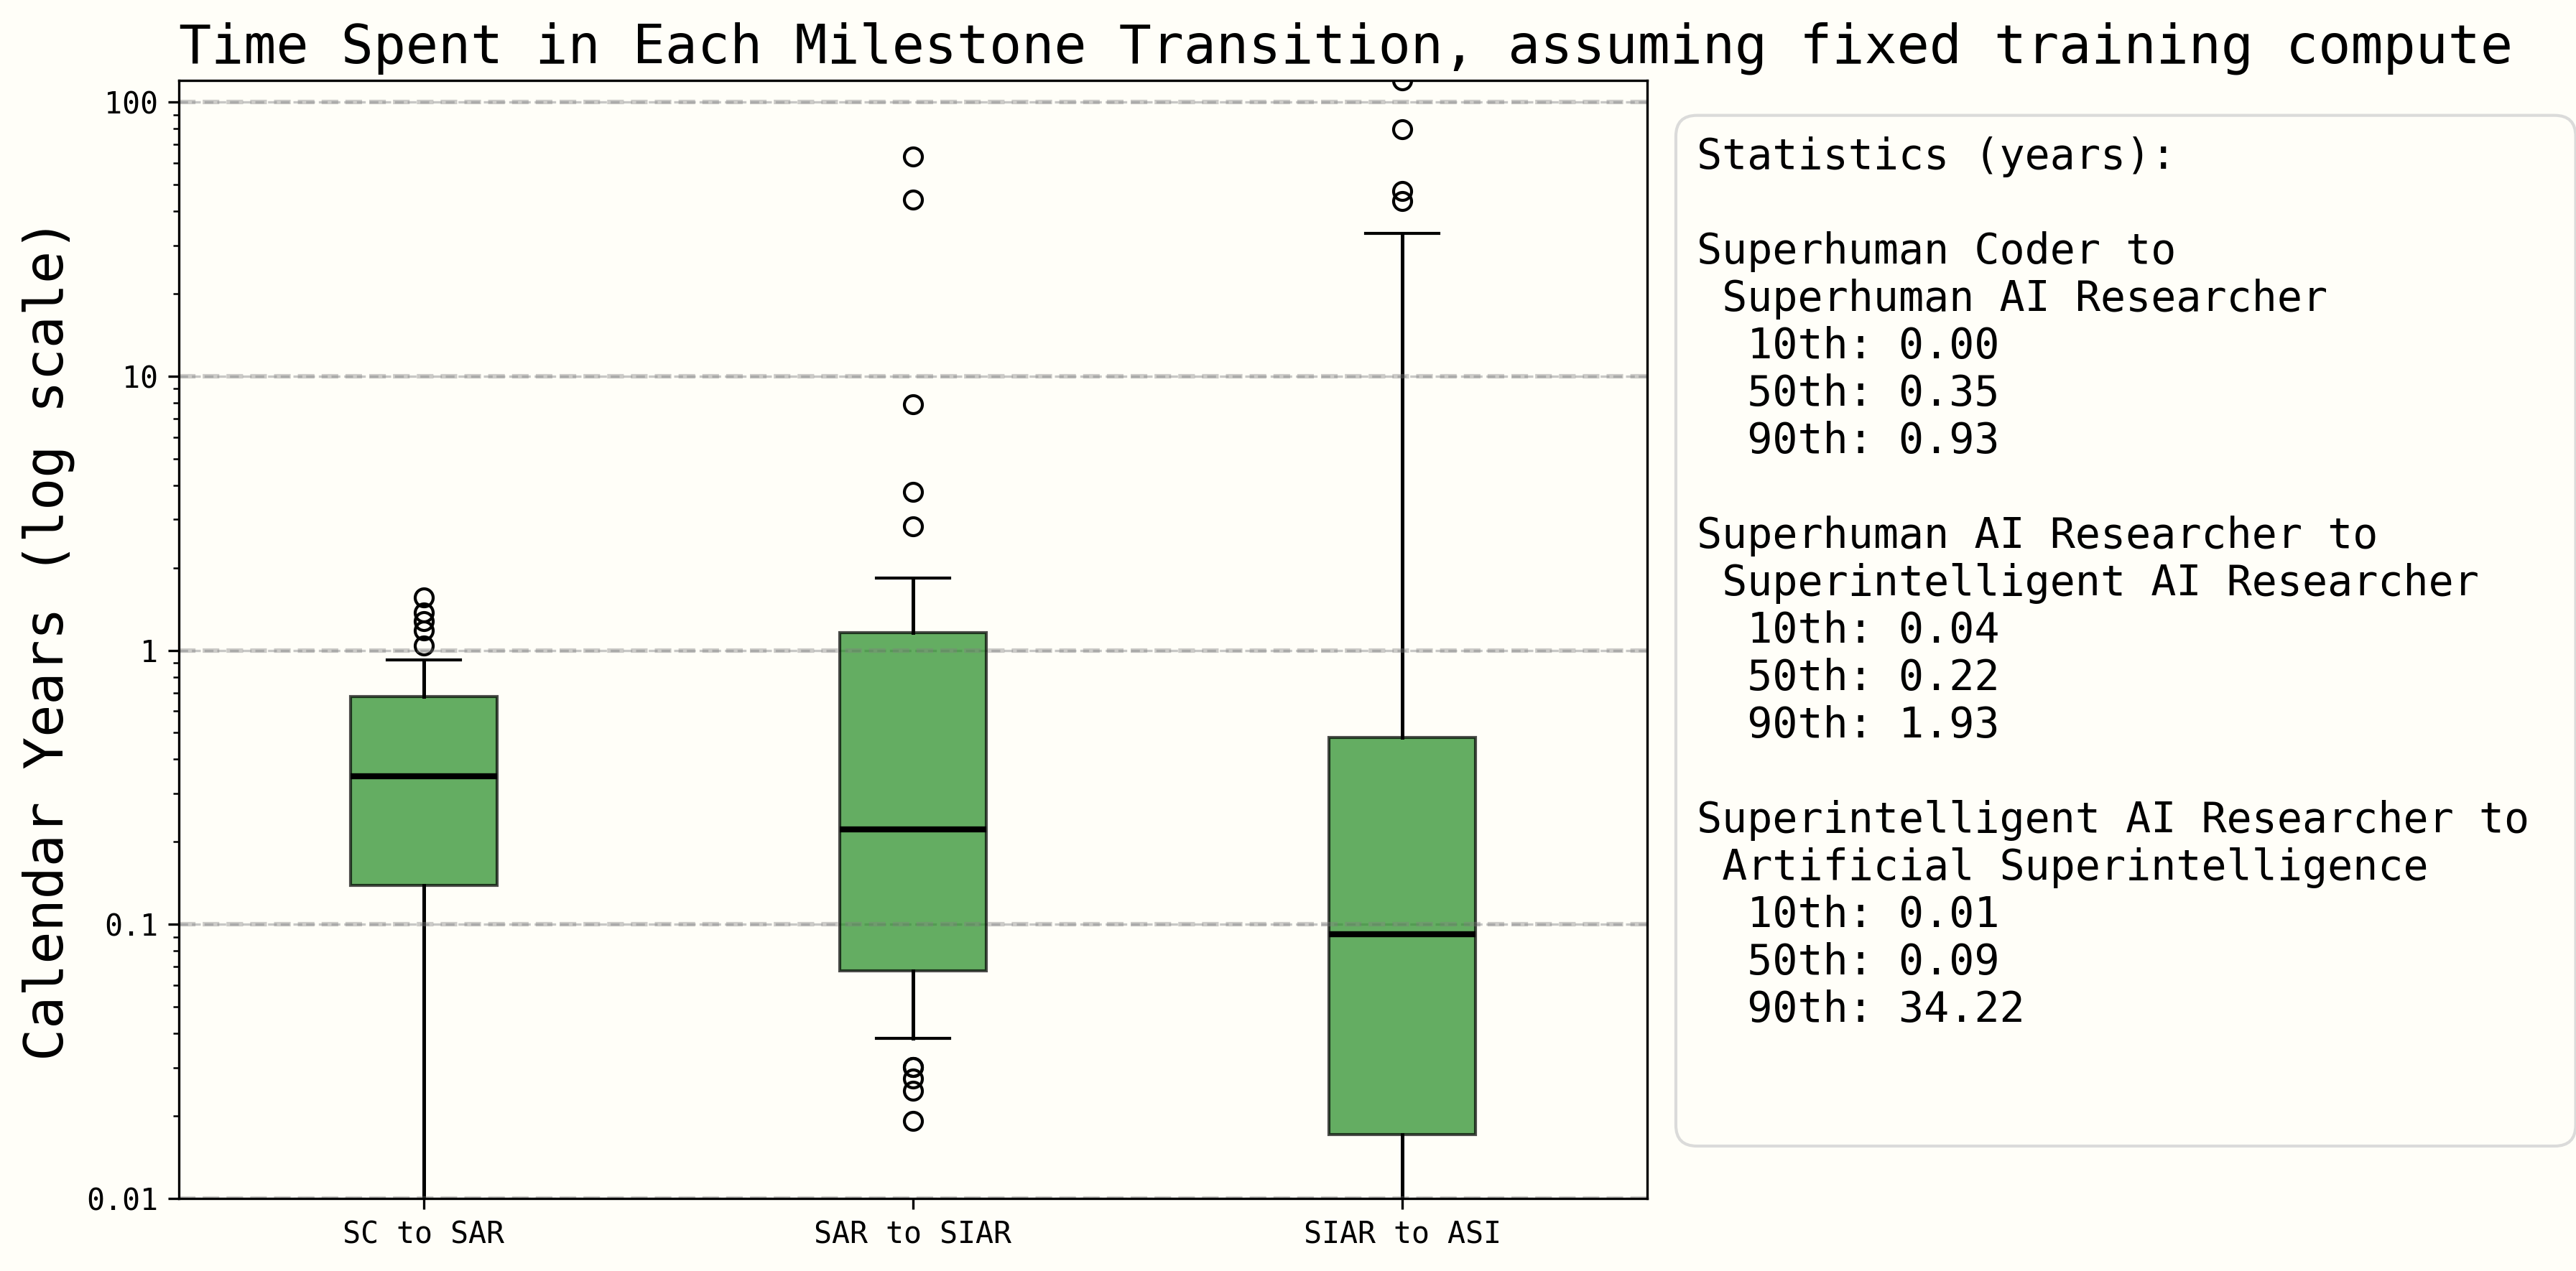 Time Spent in Each Milestone Transition, assuming fixed training compute
Calendar Years (log scale)
100
10
1
0.1
0.01
SC to SAR
SAR to SIAR
SIAR to ASI
Statistics (years):
Superhuman Coder to
Superhuman AI Researcher
10th: 0.00
50th: 0.35
90th: 0.93
Superhuman AI Researcher to
Superintelligent AI Researcher
10th: 0.04
50th: 0.22
90th: 1.93
Superintelligent AI Researcher to
Artificial Superintelligence
10th: 0.01
50th: 0.09
90th: 34.22